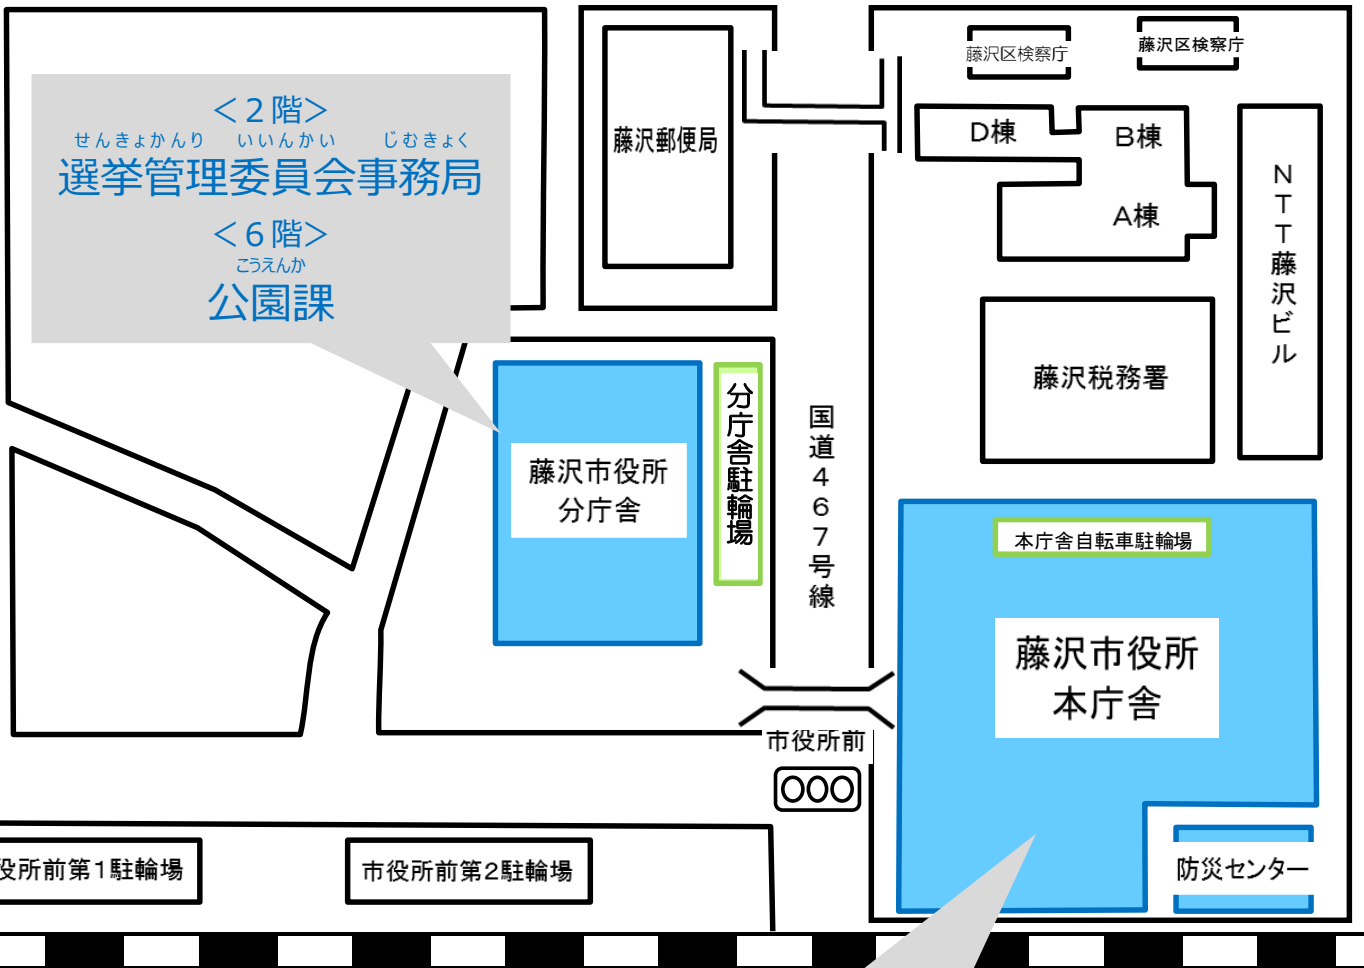 ＜2階＞
せんきょかんり いいんかい じむきょく
選挙管理委員会事務局
＜6階＞
こうえんか
公園課
藤沢郵便局
藤沢区検察庁
藤沢区検察庁
D棟
B棟
A棟
NTT藤沢ビル
藤沢税務署
藤沢市役所
分庁舎
分庁舎駐輪場
国道467号線
本庁舎自転車駐輪場
藤沢市役所
本庁舎
市役所前
役所前第1駐輪場
市役所前第2駐輪場
防災センター